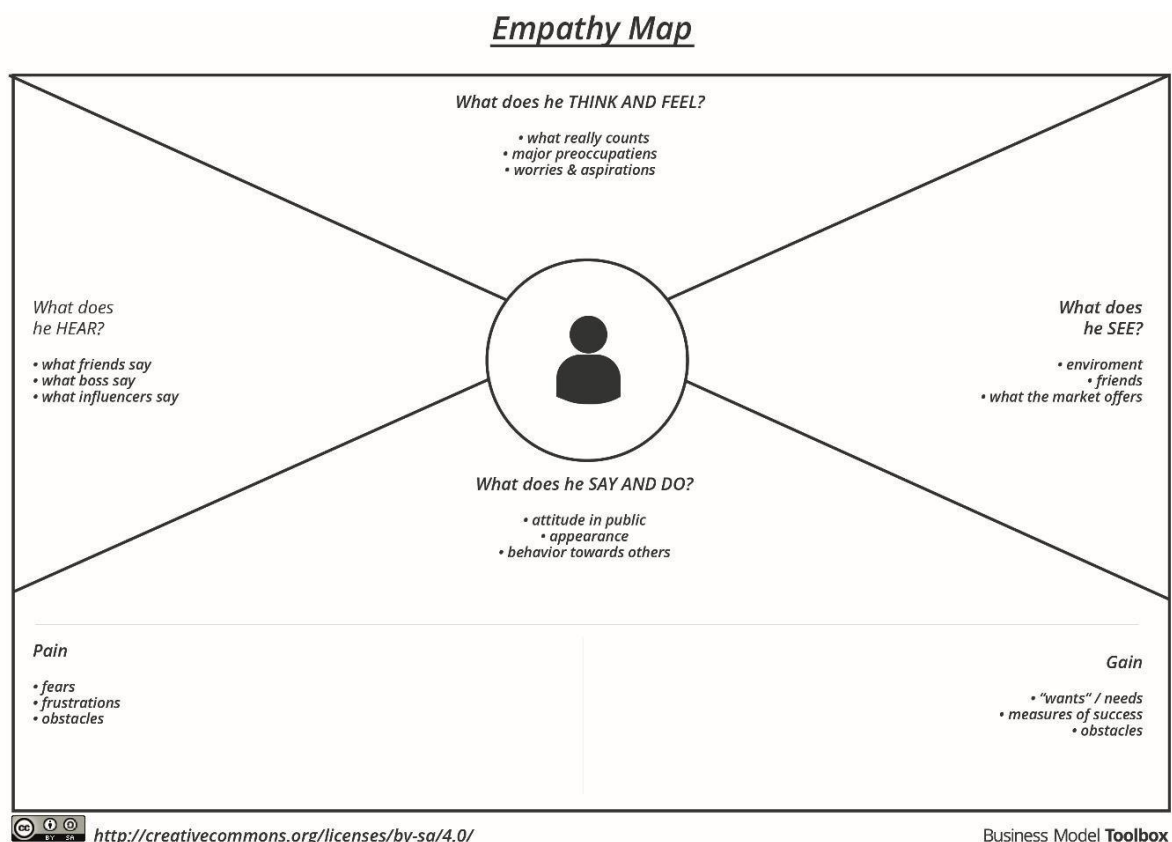 Empathy Map
What does he THINK AND FEEL?
• what really counts
• major preoccupatiens
• worries & aspirations
What does
he HEAR?
• what friends say
• what boss say
• what influencers say
What does
he SEE?
• enviroment
• friends
• what the market offers
What does he SAY AND DO?
• attitude in public
• appearance
• behavior towards others
Pain
• fears
• frustrations
• obstacles
Gain
• “wants” / needs
• measures of success
• obstacles
cc BY SA http://creativecommons.org/licenses/by-sa/4.0/
Business Model Toolbox